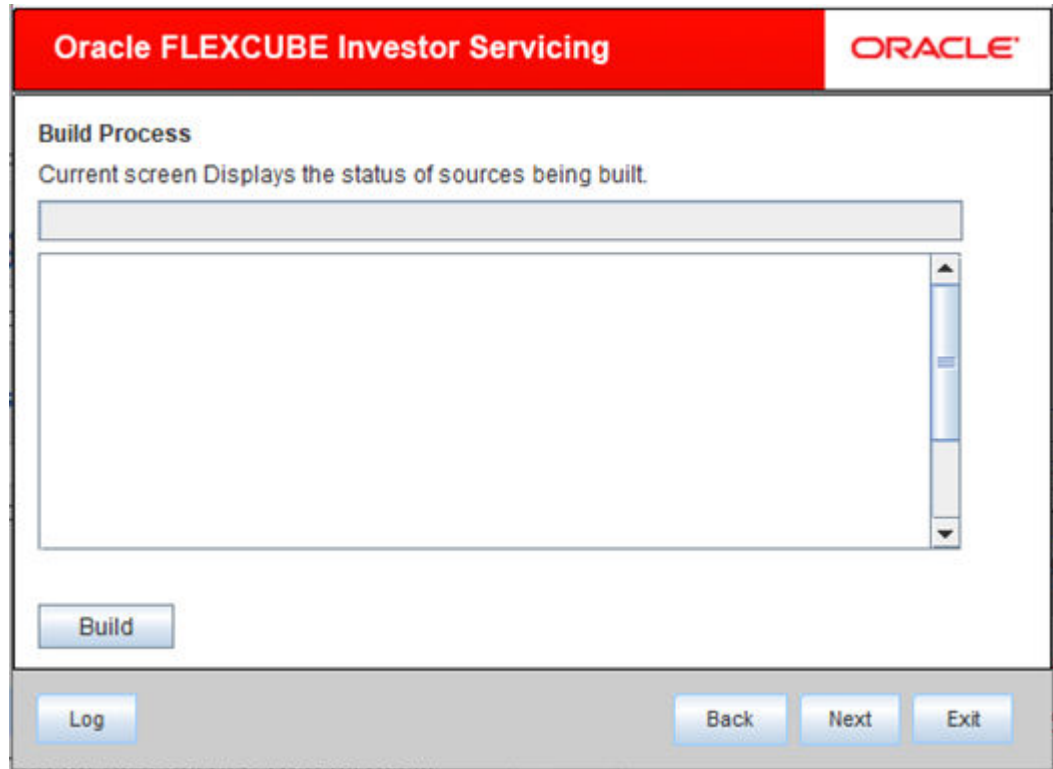 Oracle FLEXCUBE Investor Servicing
ORACLE
Build Process
Current screen Displays the status of sources being built.
Build
Log
Back
Next
Exit